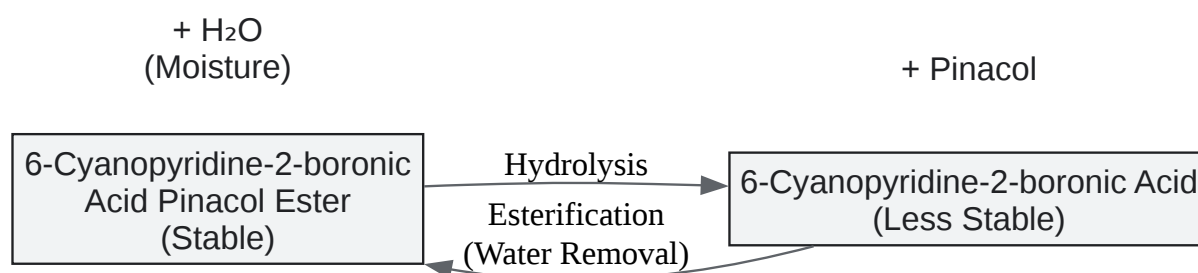 + H₂O
(Moisture)
+ Pinacol
6-Cyanopyridine-2-boronic
Acid Pinacol Ester
(Stable)
Hydrolysis
Esterification
(Water Removal)
6-Cyanopyridine-2-boronic Acid
(Less Stable)